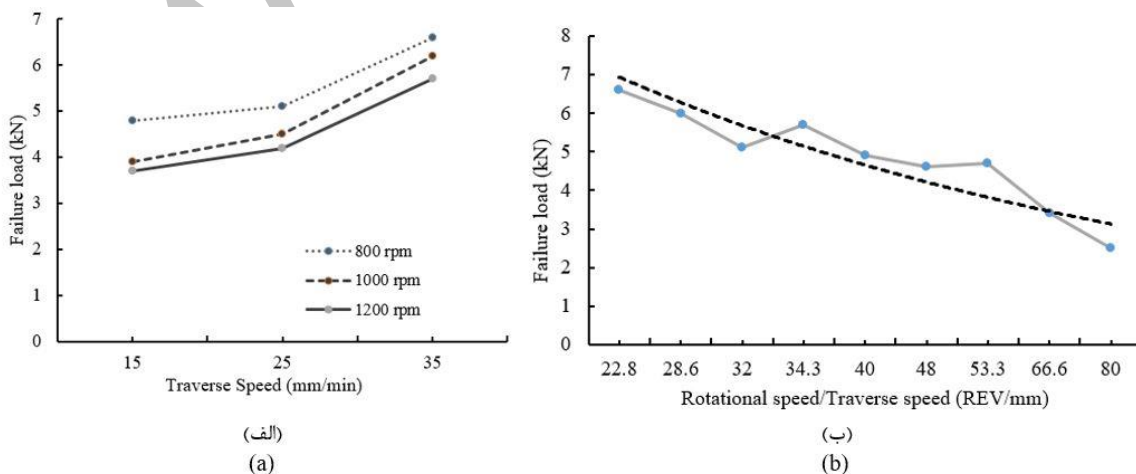 7
6
5
4
3
2
1
0
Failure load (kN)
800 rpm
1000 rpm
1200 rpm
15 25 35
Traverse Speed (mm/min)
(الف)
(a)
8
7
6
5
4
3
2
1
0
Failure load (kN)
22.8 28.6 32 34.3 40 48 53.3 66.6 80
Rotational speed/Traverse speed (REV/mm)
(ب)
(b)